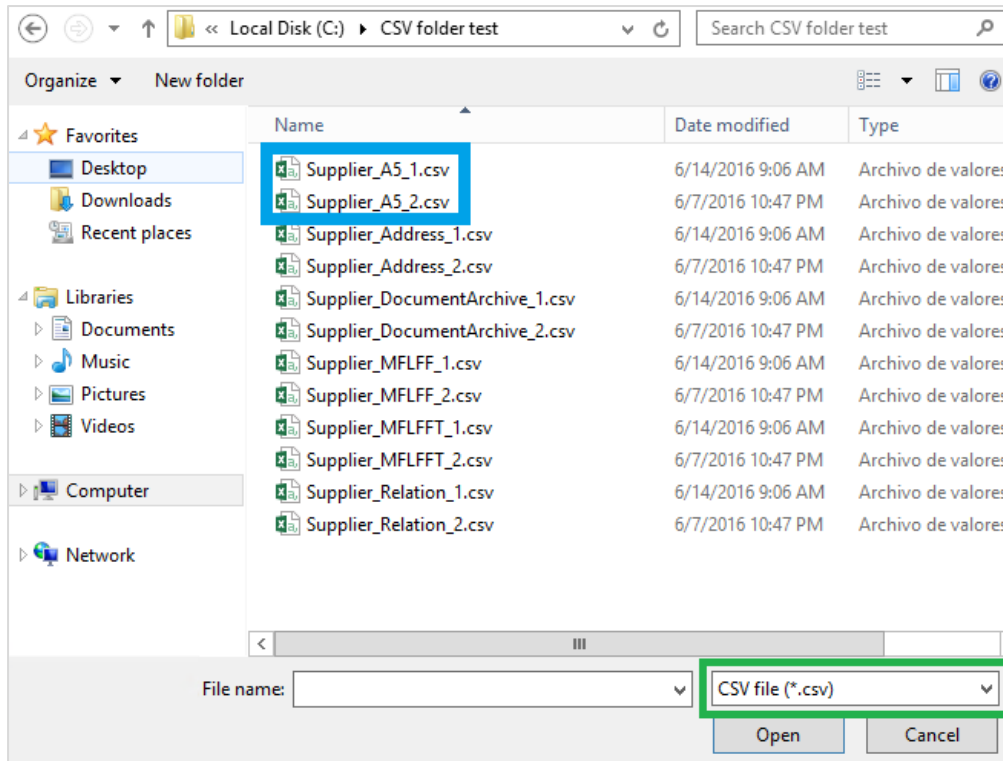 « Local Disk (C:) CSV folder test Search CSV folder test
Organize New folder
Name Date modified Type
Favorites
Desktop
Downloads
Recent places
Libraries
Documents
Music
Pictures
Videos
Computer
Network
Supplier_A5_1.csv 6/14/2016 9:06 AM Archivo de valores
Supplier_A5_2.csv 6/7/2016 10:47 PM Archivo de valores
Supplier_Address_1.csv 6/14/2016 9:06 AM Archivo de valores
Supplier_Address_2.csv 6/7/2016 10:47 PM Archivo de valores
Supplier_DocumentArchive_1.csv 6/14/2016 9:06 AM Archivo de valores
Supplier_DocumentArchive_2.csv 6/7/2016 10:47 PM Archivo de valores
Supplier_MFLFF_1.csv 6/14/2016 9:06 AM Archivo de valores
Supplier_MFLFF_2.csv 6/7/2016 10:47 PM Archivo de valores
Supplier_MFLFFT_1.csv 6/14/2016 9:06 AM Archivo de valores
Supplier_MFLFFT_2.csv 6/7/2016 10:47 PM Archivo de valores
Supplier_Relation_1.csv 6/14/2016 9:06 AM Archivo de valores
Supplier_Relation_2.csv 6/7/2016 10:47 PM Archivo de valores
File name: CSV file (*.csv)
Open Cancel